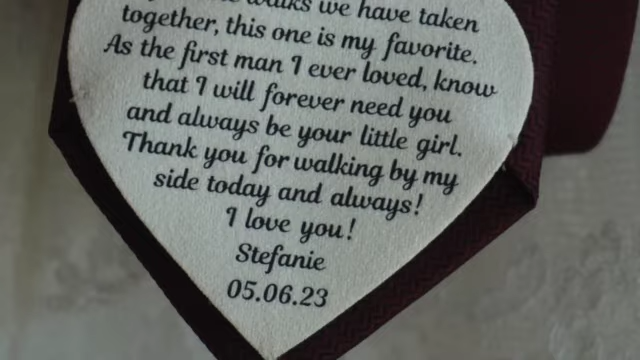 walks we have taken
together, this one is my favorite.
As the first man I ever loved, know
that I will forever need you
and always be your little girl.
Thank you for walking by my
side today and always!
I love you!
Stefanie
05.06.23